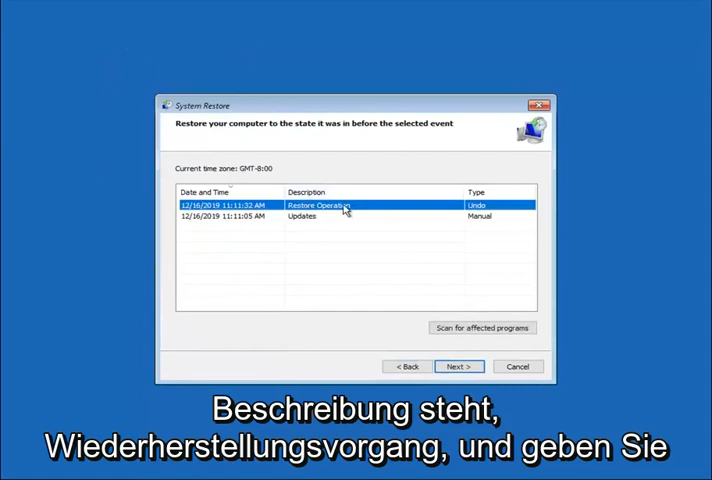 System Restore
Restore your computer to the state it was in before the selected event
Current time zone: GMT-8:00
Date and Time Description Type
12/16/2019 11:11:32 AM Restore Operation Undo
12/16/2019 11:11:05 AM Updates Manual
Scan for affected programs
< Back Next > Cancel
Beschreibung steht,
Wiederherstellungsvorgang, und geben Sie